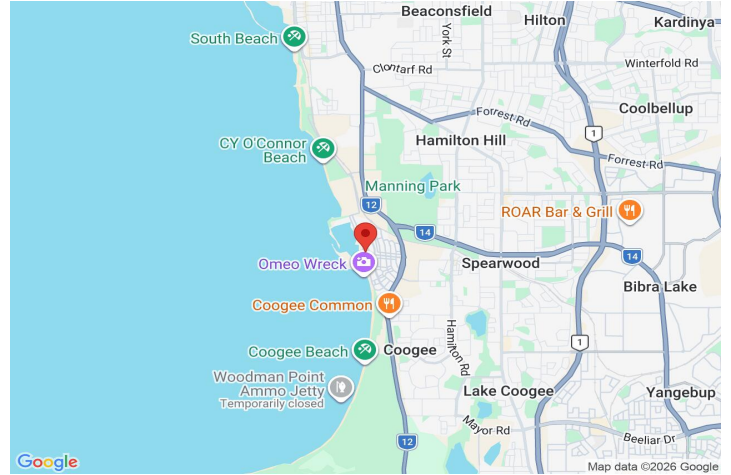 Beaconsfield
Hilton
Kardinya
South Beach
York St
Clontarf Rd
Winterfold Rd
Coolbellup
Forrest Rd
1
CY O'Connor
Beach
Hamilton Hill
Forrest Rd
Manning Park
12
ROAR Bar & Grill
14
14
Omeo Wreck
Spearwood
Bibra Lake
Coogee Common
Hamilton Rd
1
Coogee Beach
Coogee
Woodman Point
Ammo Jetty
Temporarily closed
Lake Coogee
Yangebup
Mayor Rd
12
Beeliar Dr
Google
Map data ©2026 Google